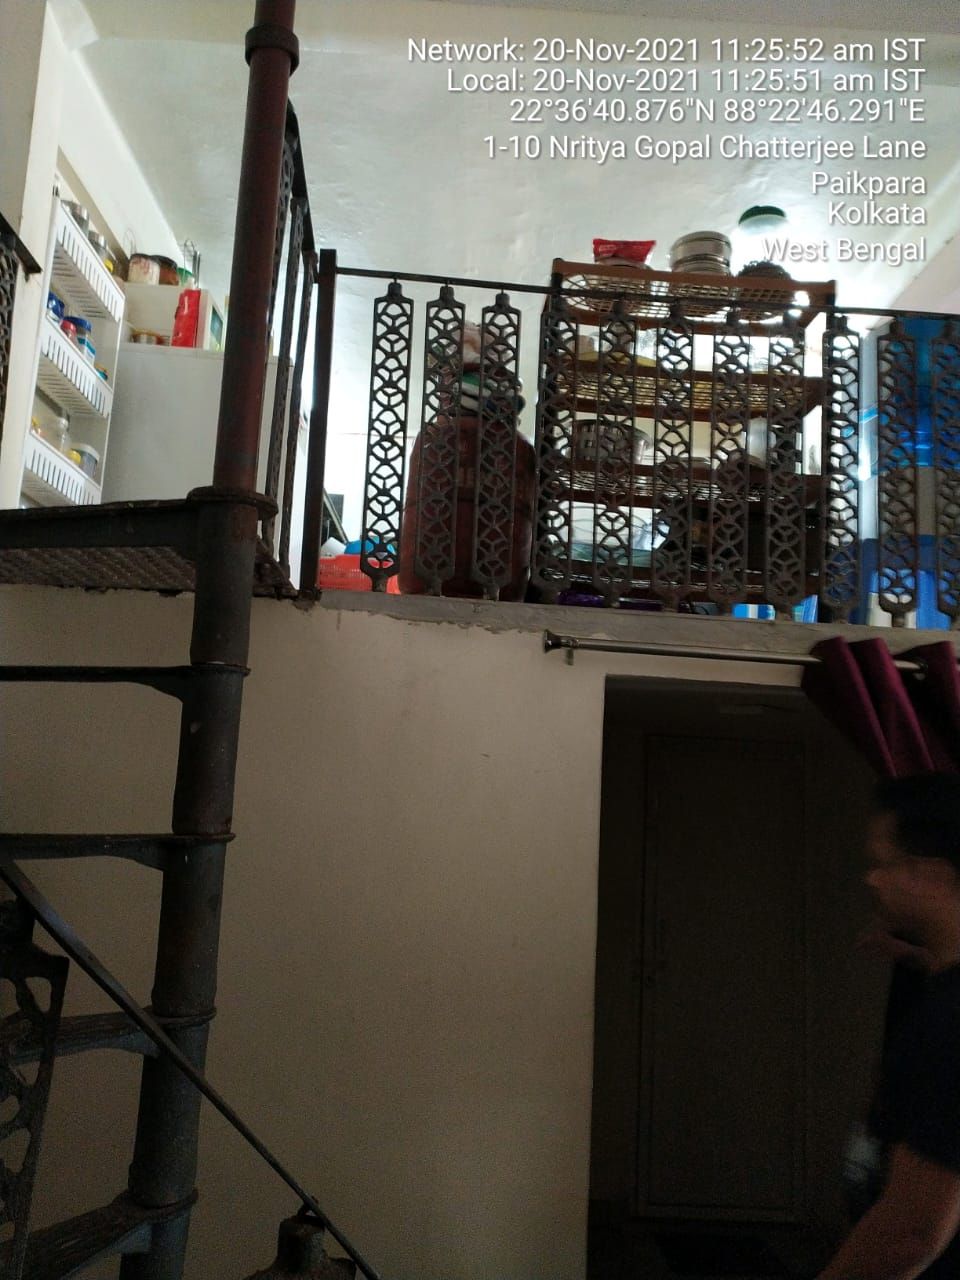 Network: 20-Nov-2021 11:25:52 am IST
Local: 20-Nov-2021 11:25:51 am IST
22°36'40.876"N 88°22'46.291"E
1-10 Nritya Gopal Chatterjee Lane
Paikpara
Kolkata
West Bengal